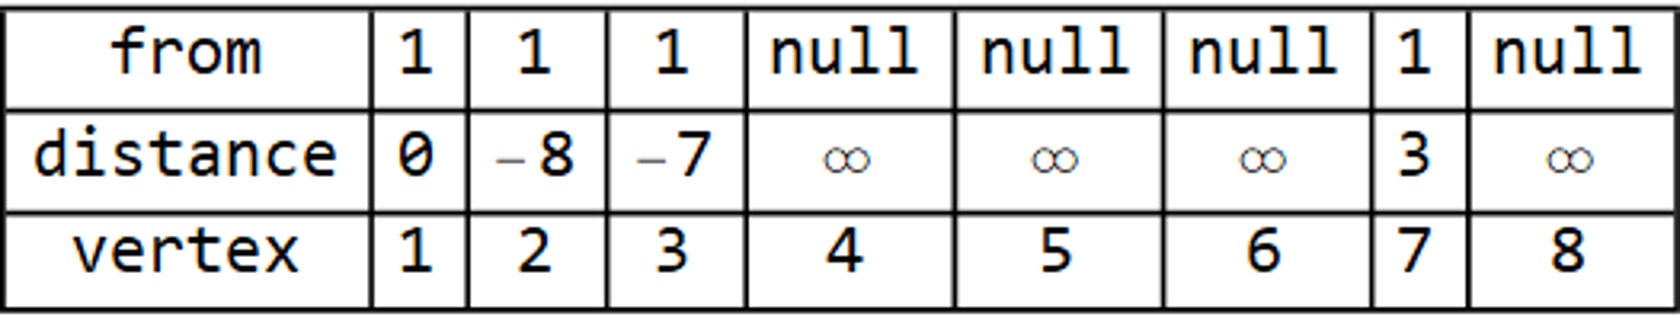 from 1 1 1 null null null 1 null
distance 0 −8 −7 ∞ ∞ ∞ 3 ∞
vertex 1 2 3 4 5 6 7 8